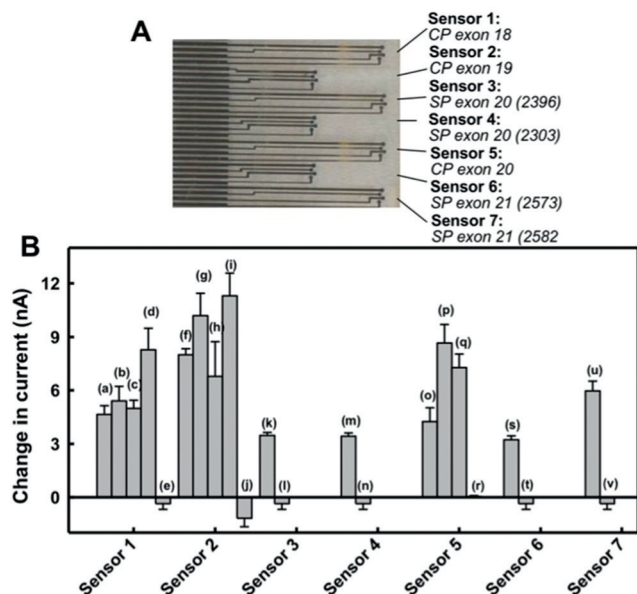 A
Sensor 1:
CP exon 18
Sensor 2:
CP exon 19
Sensor 3:
SP exon 20 (2396)
Sensor 4:
SP exon 20 (2303)
Sensor 5:
CP exon 20
Sensor 6:
SP exon 21 (2573)
Sensor 7:
SP exon 21 (2582
B
Change in current (nA)
12
9
6
3
0
(a)
(b)
(c)
(d)
(e)
(f)
(g)
(h)
(i)
(j)
(k)
(l)
(m)
(n)
(o)
(p)
(q)
(r)
(s)
(t)
(u)
(v)
Sensor 1
Sensor 2
Sensor 3
Sensor 4
Sensor 5
Sensor 6
Sensor 7